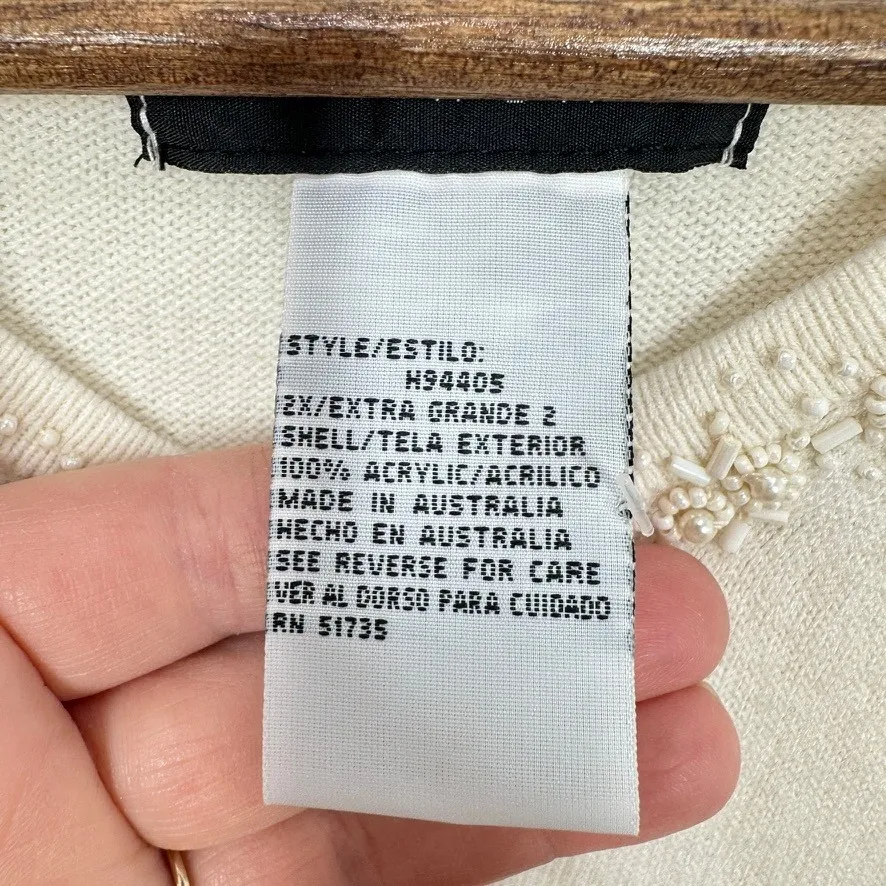 STYLE/ESTILO:
H94405
2X/EXTRA GRANDE 2
SHELL/TELA EXTERIOR
100% ACRYLIC/ACRILICO
MADE IN AUSTRALIA
HECHO EN AUSTRALIA
SEE REVERSE FOR CARE
VER AL DORSO PARA CUIDADO
RN 51735